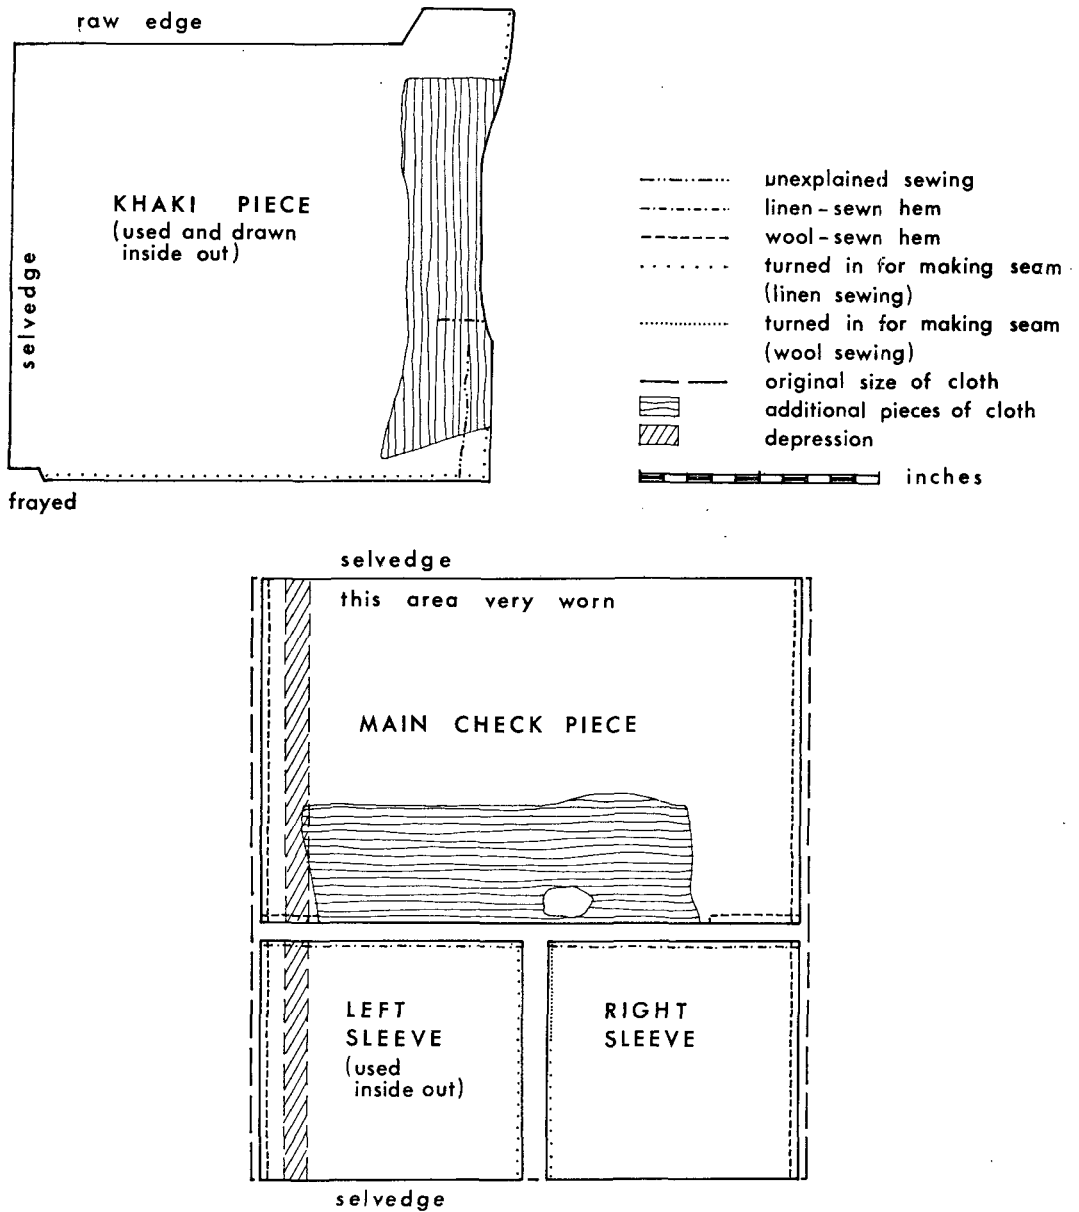 raw edge
KHAKI PIECE
(used and drawn
inside out)
selvedge
frayed
unexplained sewing
linen-sewn hem
wool-sewn hem
turned in for making seam
(linen sewing)
turned in for making seam
(wool sewing)
original size of cloth
additional pieces of cloth
depression
inches
selvedge
this area very worn
MAIN CHECK PIECE
LEFT
SLEEVE
(used
inside out)
RIGHT
SLEEVE
selvedge